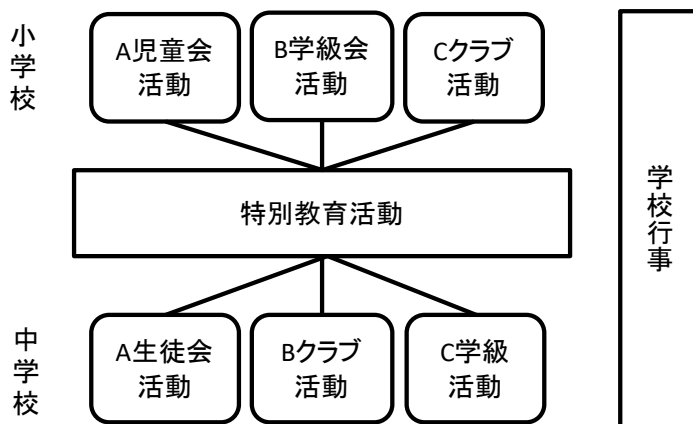 小学校
A児童会
活動
B学級会
活動
Cクラブ
活動
特別教育活動
学校行事
中学校
A生徒会
活動
Bクラブ
活動
C学級
活動